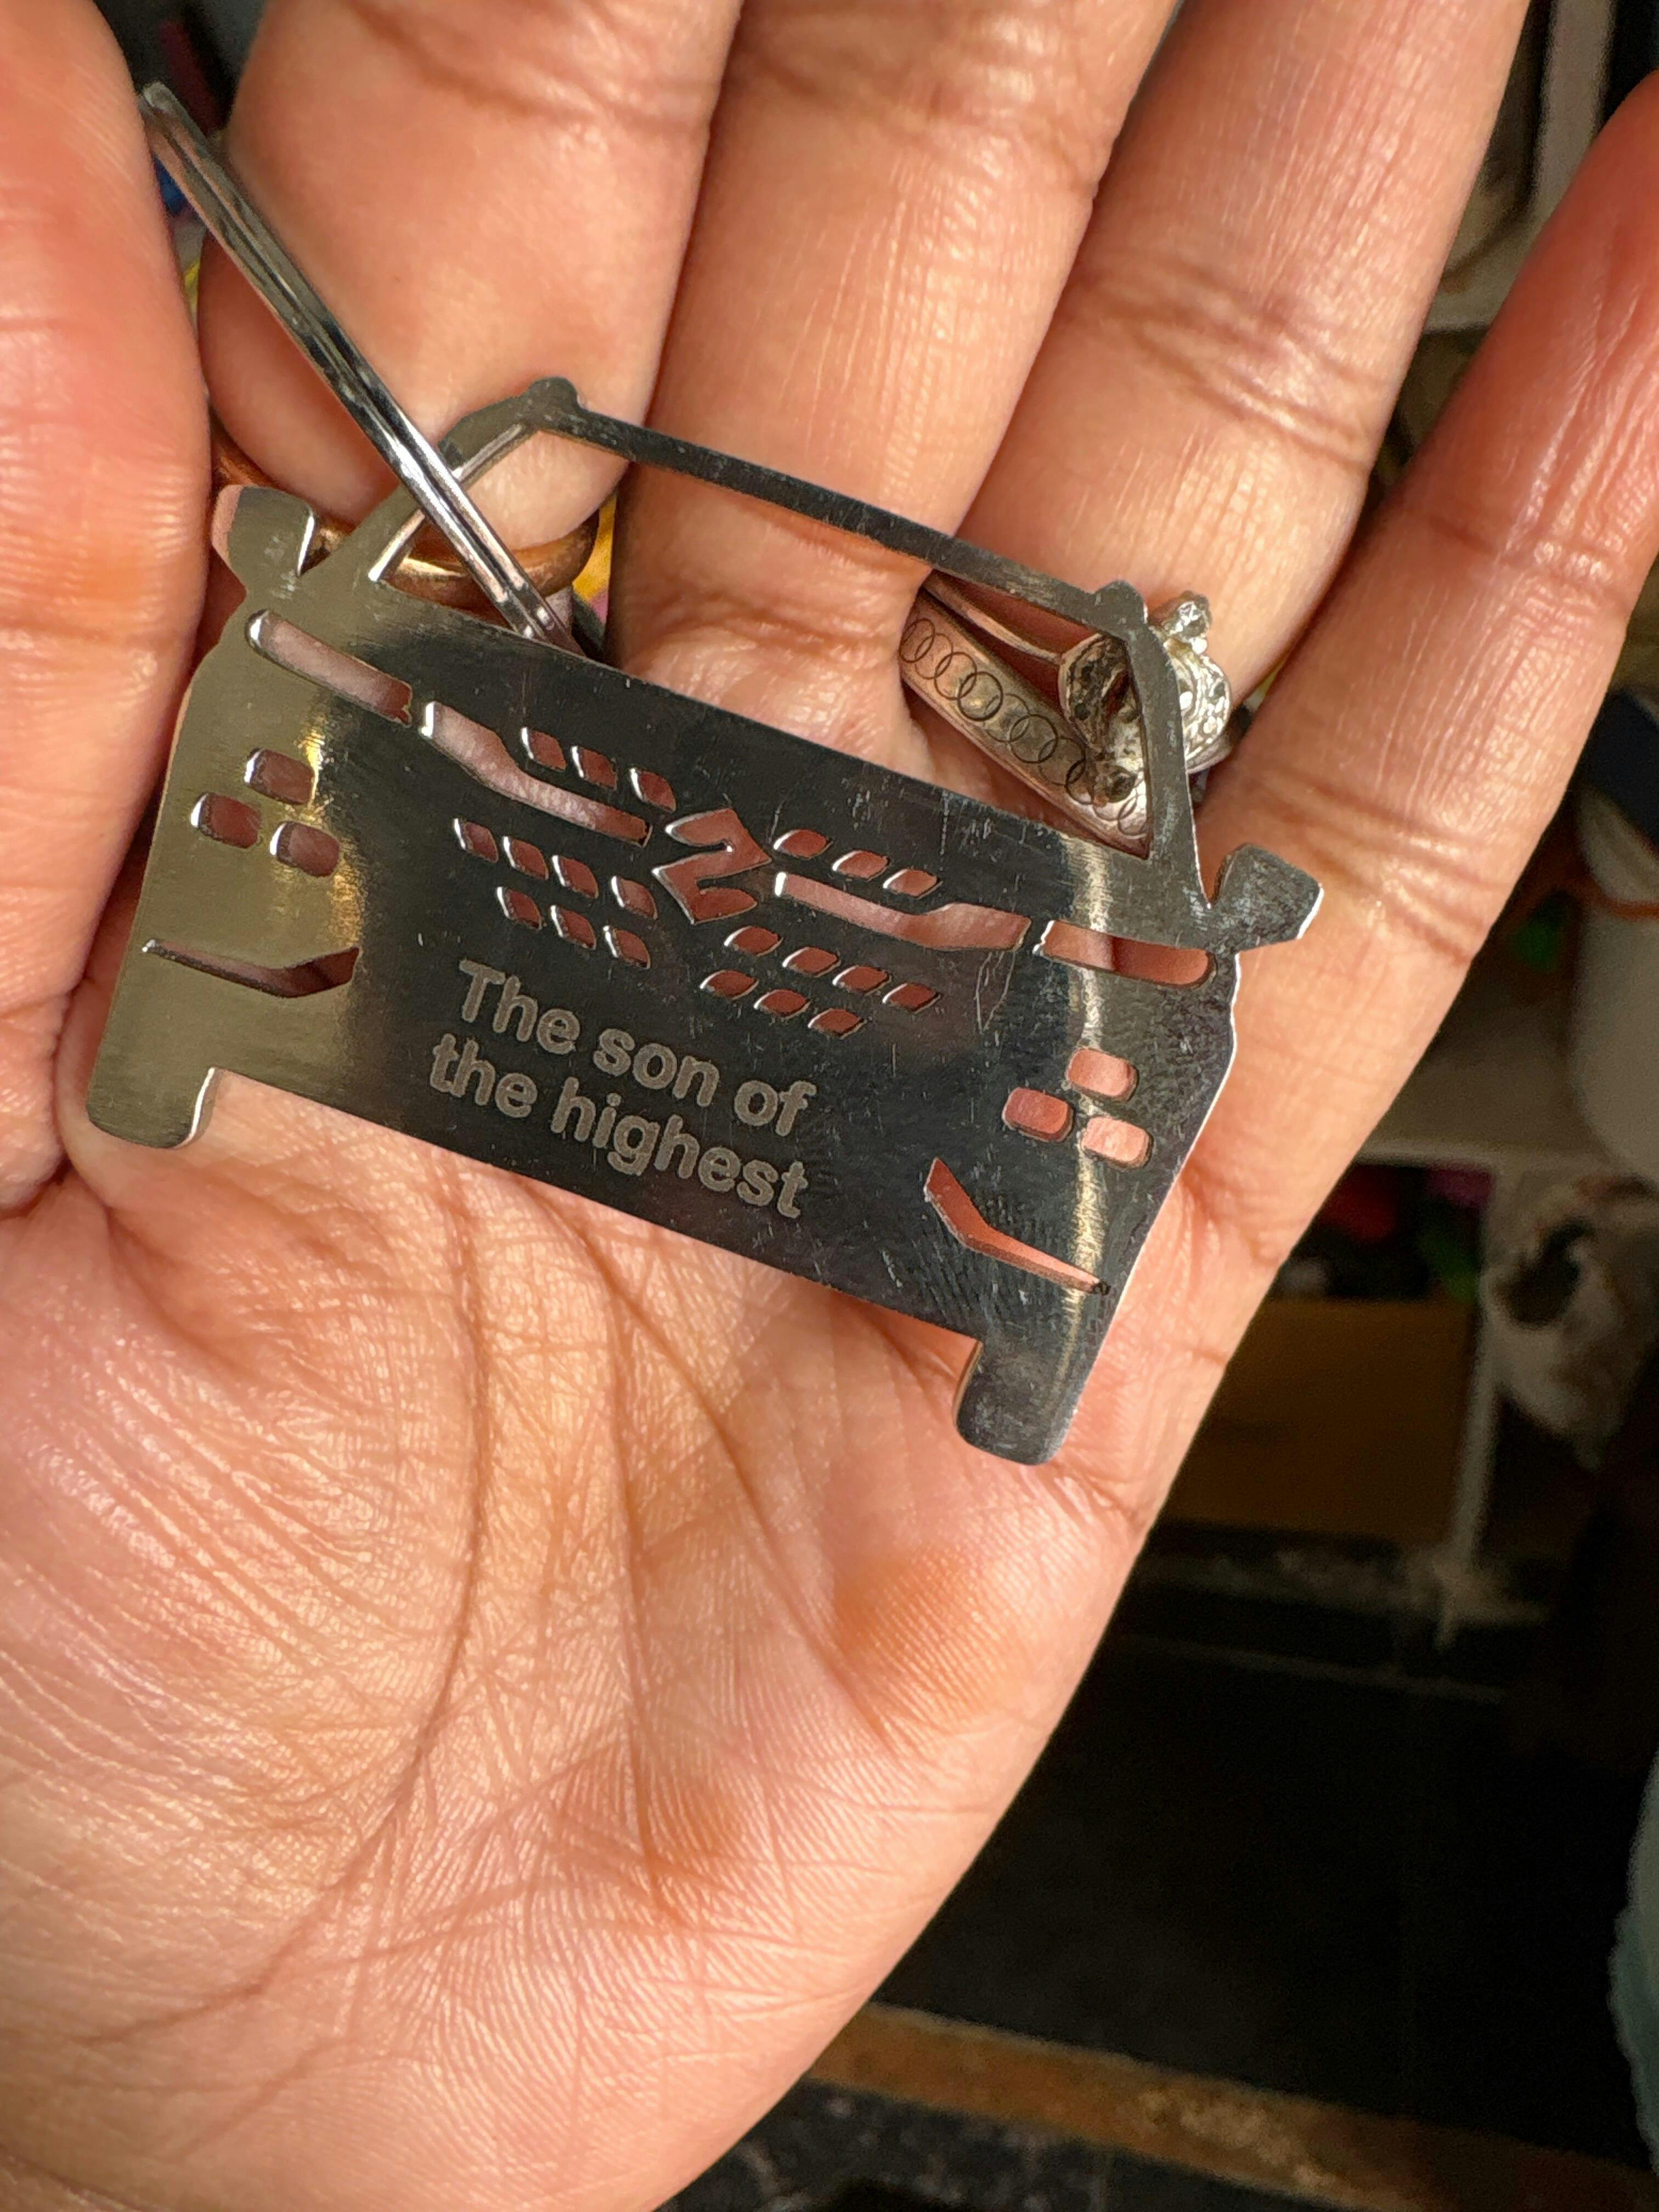 The son of
the highest